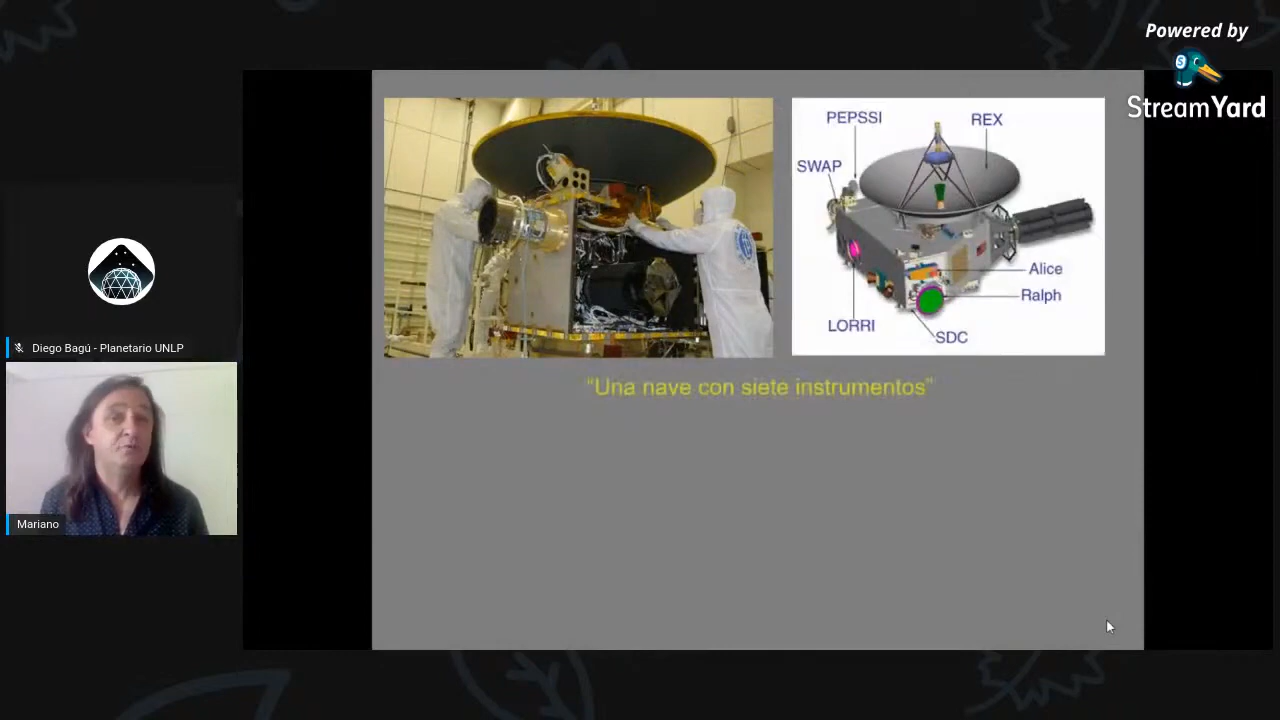 Powered by
StreamYard
PEPSSI
REX
SWAP
Alice
Ralph
LORRI
SDC
"Una nave con siete instrumentos"
Diego Bagú - Planetario UNLP
Mariano